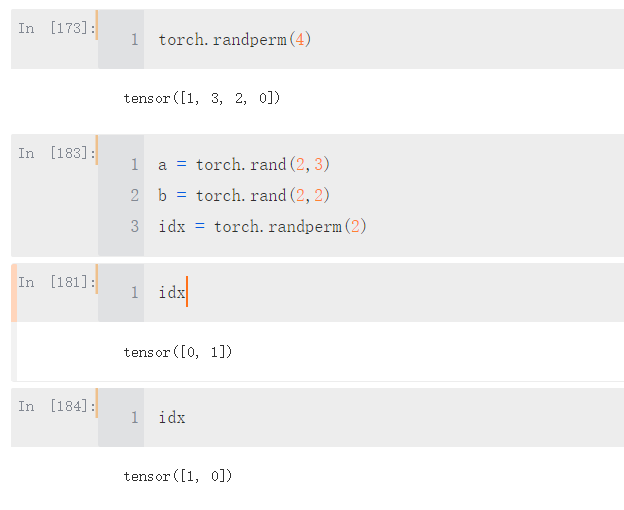 In [173]:
1 torch.randperm(4)
tensor([1, 3, 2, 0])
In [183]:
1 a = torch.rand(2,3)
2 b = torch.rand(2,2)
3 idx = torch.randperm(2)
In [181]:
1 idx
tensor([0, 1])
In [184]:
1 idx
tensor([1, 0])